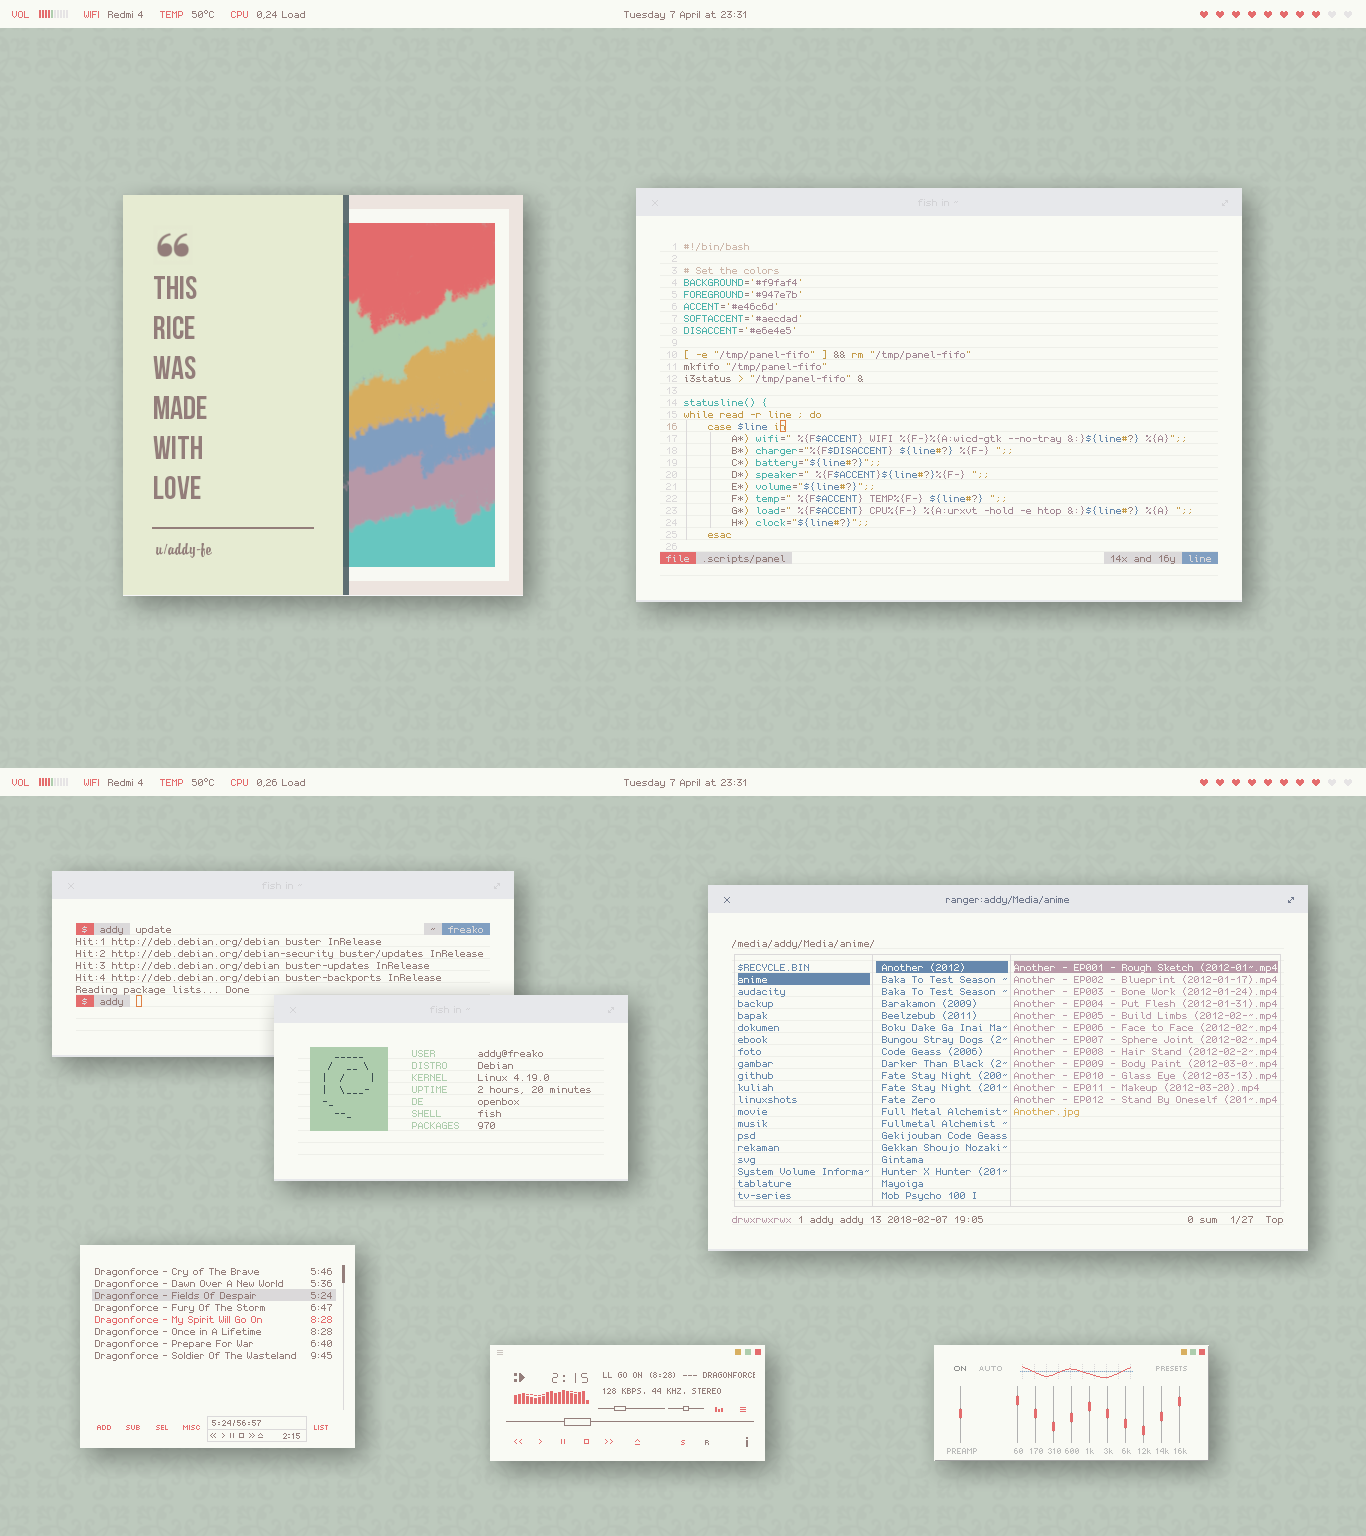 VOL WIFI Redmi 4 TEMP 50°C CPU 0,24 Load Tuesday 7 April at 23:31
THIS
RICE
WAS
MADE
WITH
LOVE
u/addy-fe
fish in ~
1 #!/bin/bash
2
3 # Set the colors
4 BACKGROUND='#f9faf4'
5 FOREGROUND='#947e7b'
6 ACCENT='#e46c6d'
7 SOFTACCENT='#aecdad'
8 DISACCENT='#e6e4e5'
9
10 [ -e "/tmp/panel-fifo" ] && rm "/tmp/panel-fifo"
11 mkfifo "/tmp/panel-fifo"
12 i3status > "/tmp/panel-fifo" &
13
14 statusline() {
15 while read -r line ; do
16 case $line in
17 A*) wifi=" %{F$ACCENT} WIFI %{F-}%{A:wicd-gtk --no-tray &:}${line#?} %{A}";;
18 B*) charger="%{F$DISACCENT} ${line#?} %{F-} ";;
19 C*) battery="${line#?}";;
20 D*) speaker=" %{F$ACCENT}${line#?}%{F-} ";;
21 E*) volume="${line#?}";;
22 F*) temp=" %{F$ACCENT} TEMP%{F-} ${line#?} ";;
23 G*) load=" %{F$ACCENT} CPU%{F-} %{A:urxvt -hold -e htop &:}${line#?} %{A} ";;
24 H*) clock="${line#?}";;
25 esac
26
file .scripts/panel 14x and 16y line
VOL WIFI Redmi 4 TEMP 50°C CPU 0,26 Load Tuesday 7 April at 23:31
fish in ~
$ addy update ~ freako
Hit:1 http://deb.debian.org/debian buster InRelease
Hit:2 http://deb.debian.org/debian-security buster/updates InRelease
Hit:3 http://deb.debian.org/debian buster-updates InRelease
Hit:4 http://deb.debian.org/debian buster-backports InRelease
Reading package lists... Done
$ addy
fish in ~
USER addy@freako
DISTRO Debian
KERNEL Linux 4.19.0
UPTIME 2 hours, 20 minutes
DE openbox
SHELL fish
PACKAGES 970
ranger:addy/Media/anime
/media/addy/Media/anime/
$RECYCLE.BIN Another (2012) Another - EP001 - Rough Sketch (2012-01~.mp4
anime Baka To Test Season ~ Another - EP002 - Blueprint (2012-01-17).mp4
audacity Baka To Test Season ~ Another - EP003 - Bone Work (2012-01-24).mp4
backup Barakamon (2009) Another - EP004 - Put Flesh (2012-01-31).mp4
bapak Beelzebub (2011) Another - EP005 - Build Limbs (2012-02-~.mp4
dokumen Boku Dake Ga Inai Ma~ Another - EP006 - Face to Face (2012-02~.mp4
ebook Bungou Stray Dogs (2~ Another - EP007 - Sphere Joint (2012-02~.mp4
foto Code Geass (2006) Another - EP008 - Hair Stand (2012-02-2~.mp4
gambar Darker Than Black (2~ Another - EP009 - Body Paint (2012-03-0~.mp4
github Fate Stay Night (200~ Another - EP010 - Glass Eye (2012-03-13).mp4
kuliah Fate Stay Night (201~ Another - EP011 - Makeup (2012-03-20).mp4
linuxshots Fate Zero Another - EP012 - Stand By Oneself (201~.mp4
movie Full Metal Alchemist~ Another.jpg
musik Fullmetal Alchemist ~
psd Gekijouban Code Geass
rekaman Gekkan Shoujo Nozaki~
svg Gintama
System Volume Informa~ Hunter X Hunter (201~
tablature Mayoiga
tv-series Mob Psycho 100 I
drwxrwxrwx 1 addy addy 13 2018-02-07 19:05 0 sum 1/27 Top
Dragonforce - Cry of The Brave 5:46
Dragonforce - Dawn Over A New World 5:36
Dragonforce - Fields Of Despair 5:24
Dragonforce - Fury Of The Storm 6:47
Dragonforce - My Spirit Will Go On 8:28
Dragonforce - Once in A Lifetime 8:28
Dragonforce - Prepare For War 6:40
Dragonforce - Soldier Of The Wasteland 9:45
ADD SUB SEL MISC 5:24/56:57 LIST
2:15
2:15 LL GO ON (8:28) --- DRAGONFORCE
128 KBPS. 44 KHZ. STEREO
S R i
ON AUTO PRESETS
PREAMP 60 170 310 600 1k 3k 6k 12k 14k 16k